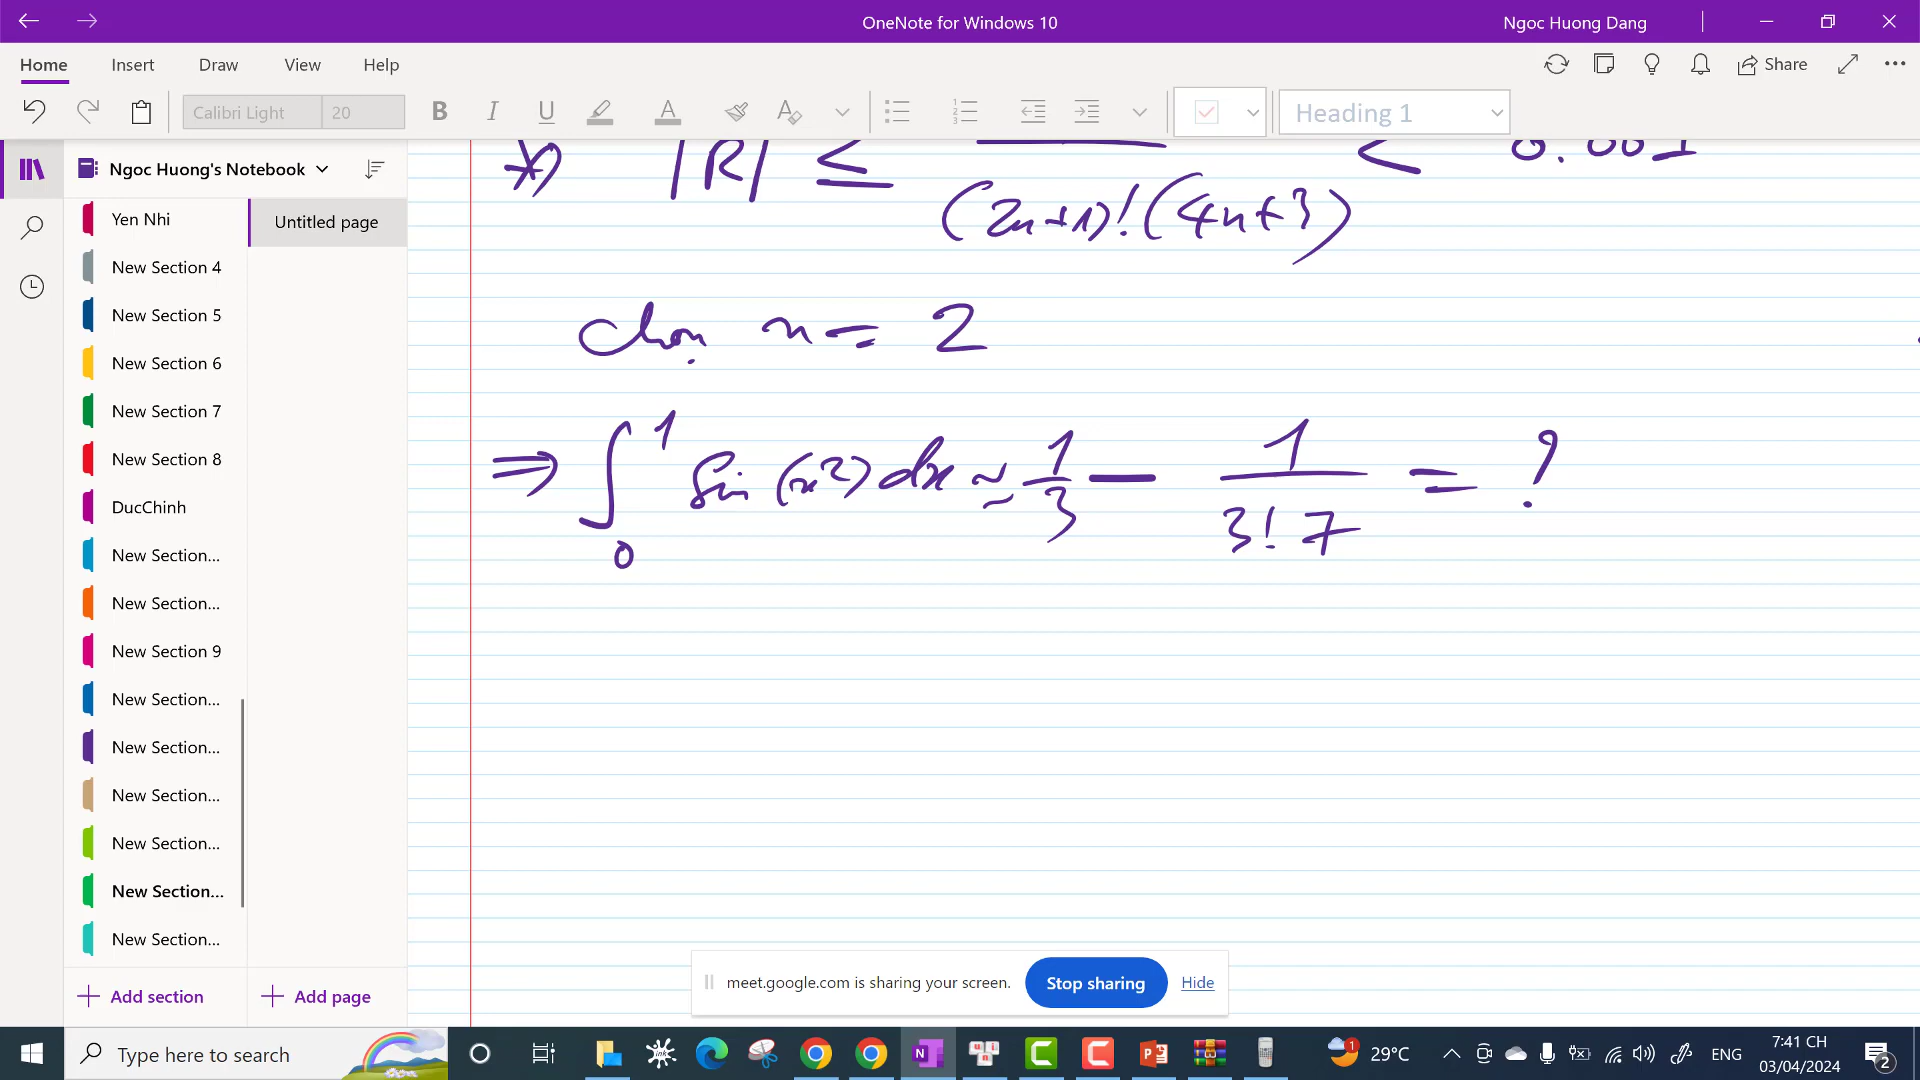 OneNote for Windows 10
Ngoc Huong Dang
Home Insert Draw View Help
Share
Calibri Light 20
B I U A A
Heading 1
Ngoc Huong's Notebook
Untitled page
Yen Nhi
New Section 4
New Section 5
New Section 6
New Section 7
New Section 8
DucChinh
New Section...
New Section...
New Section 9
New Section...
New Section...
New Section...
New Section...
New Section...
New Section...
Add section
Add page
*) |R| ≤ ______ < 0.001
(2n+1)!(4n+3)
chọn n = 2
⇒ ∫₀¹ sin(x²)dx ≈ 1/3 − 1/(3! 7) = ?
meet.google.com is sharing your screen.
Stop sharing
Hide
Type here to search
1
29°C
ENG
7:41 CH
03/04/2024
2